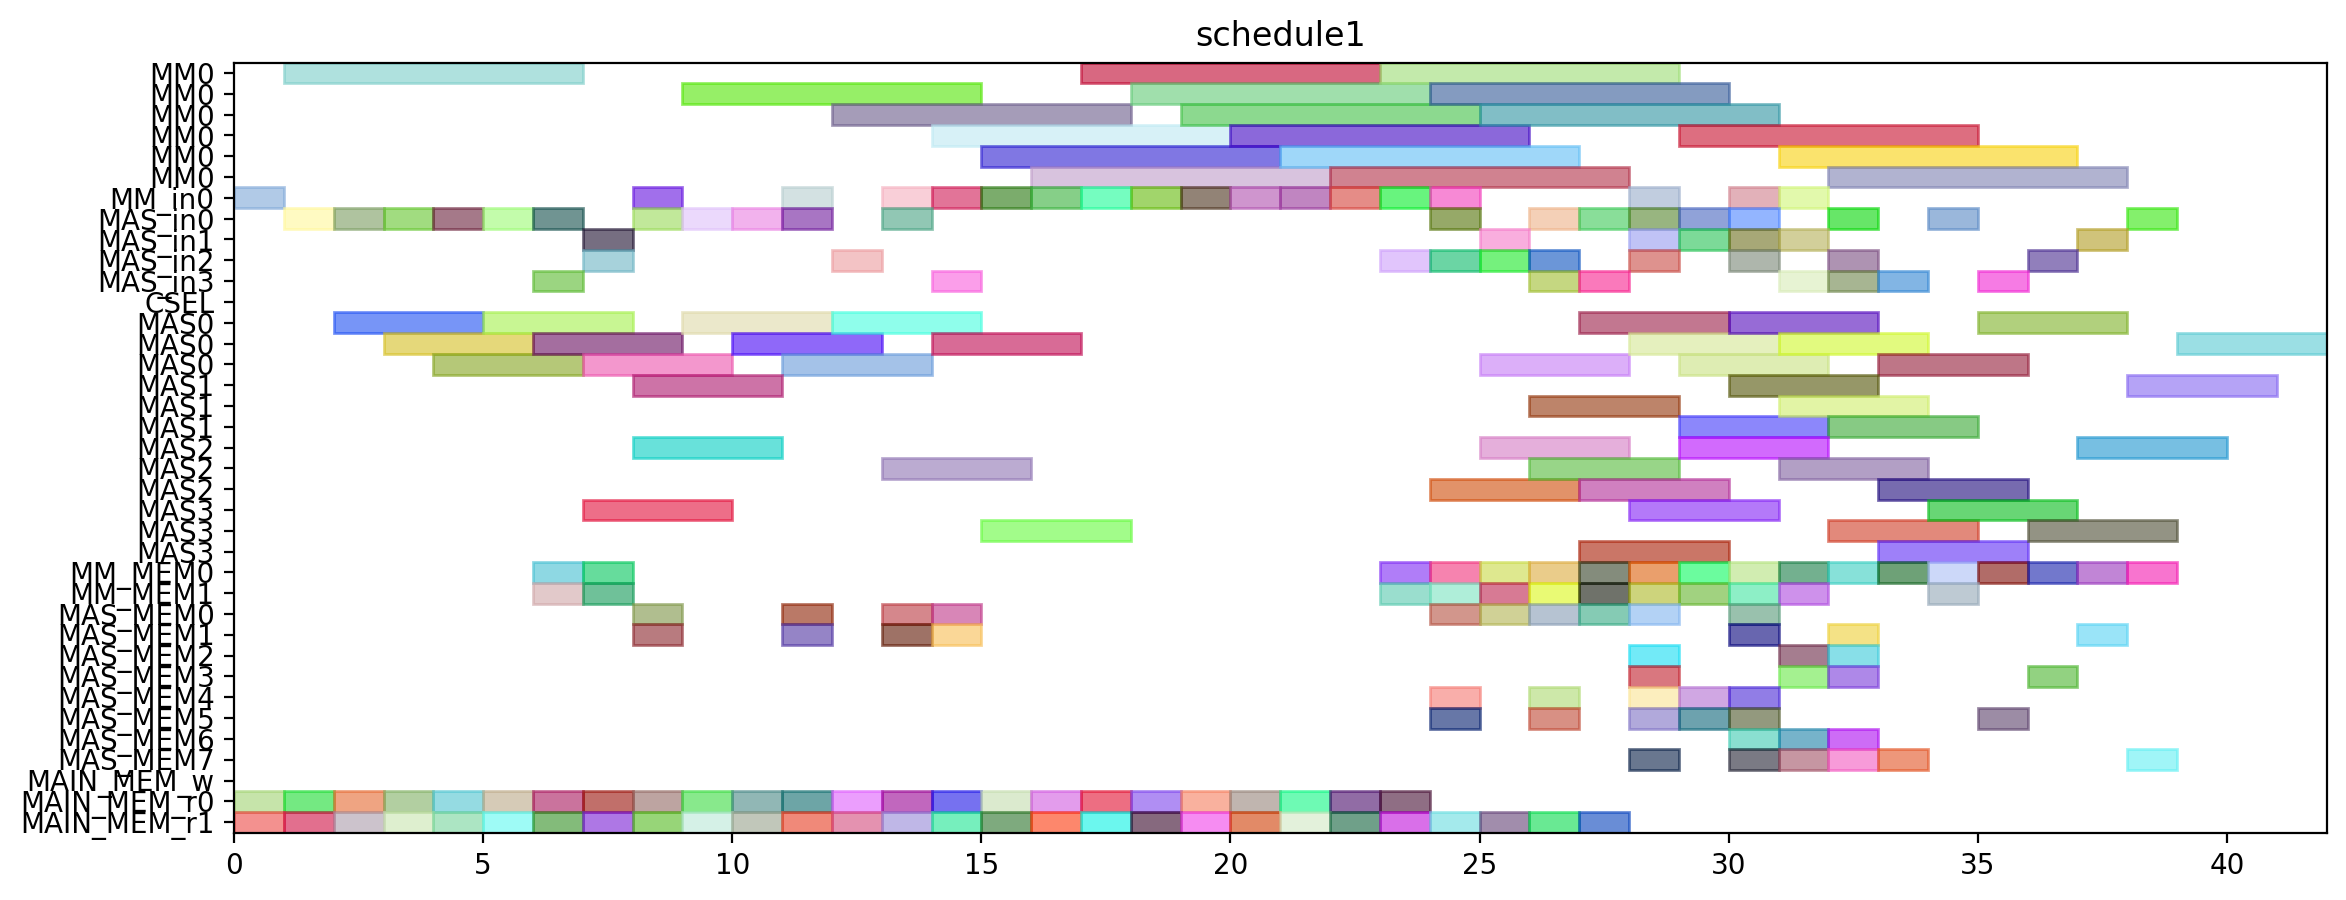 schedule1
MM0
MM0
MM0
MM0
MM0
MM0
MM_in0
MAS_in0
MAS_in1
MAS_in2
MAS_in3
CSEL
MAS0
MAS0
MAS0
MAS1
MAS1
MAS1
MAS2
MAS2
MAS2
MAS3
MAS3
MAS3
MM_MEM0
MM_MEM1
MAS_MEM0
MAS_MEM1
MAS_MEM2
MAS_MEM3
MAS_MEM4
MAS_MEM5
MAS_MEM6
MAS_MEM7
MAIN_MEM_w
MAIN_MEM_r0
MAIN_MEM_r1
0 5 10 15 20 25 30 35 40